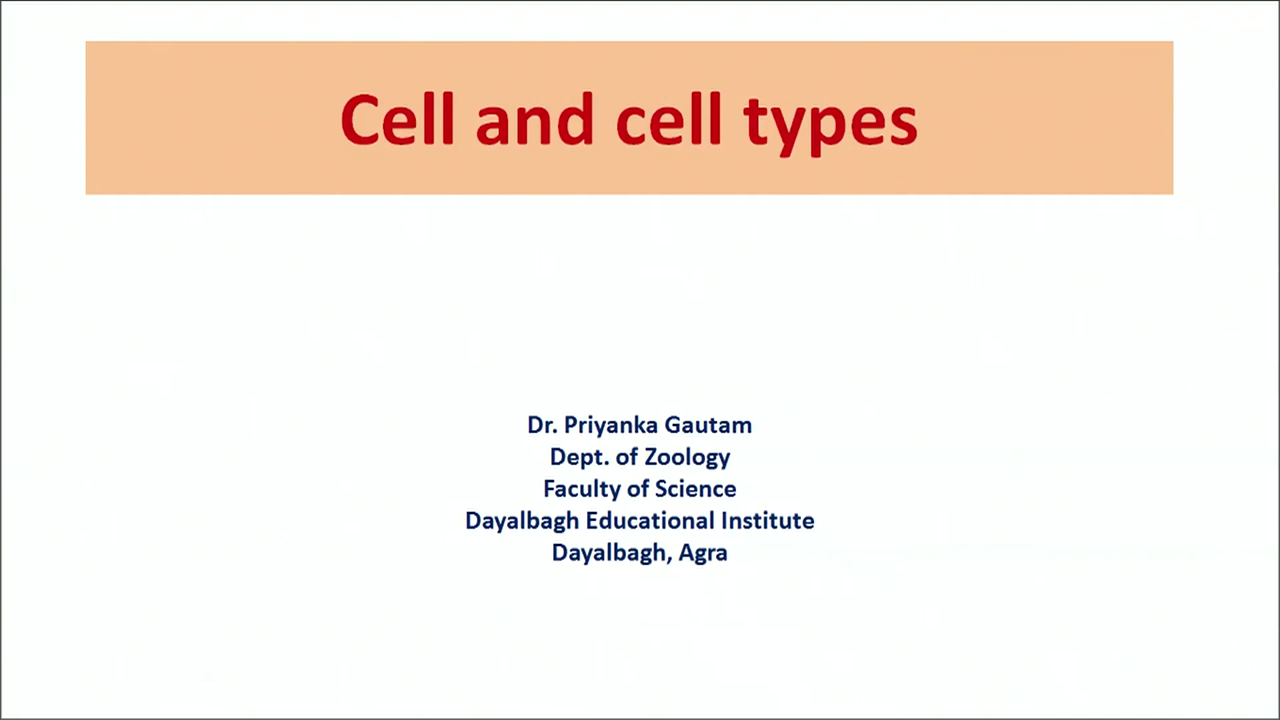 Cell and cell types
Dr. Priyanka Gautam
Dept. of Zoology
Faculty of Science
Dayalbagh Educational Institute
Dayalbagh, Agra